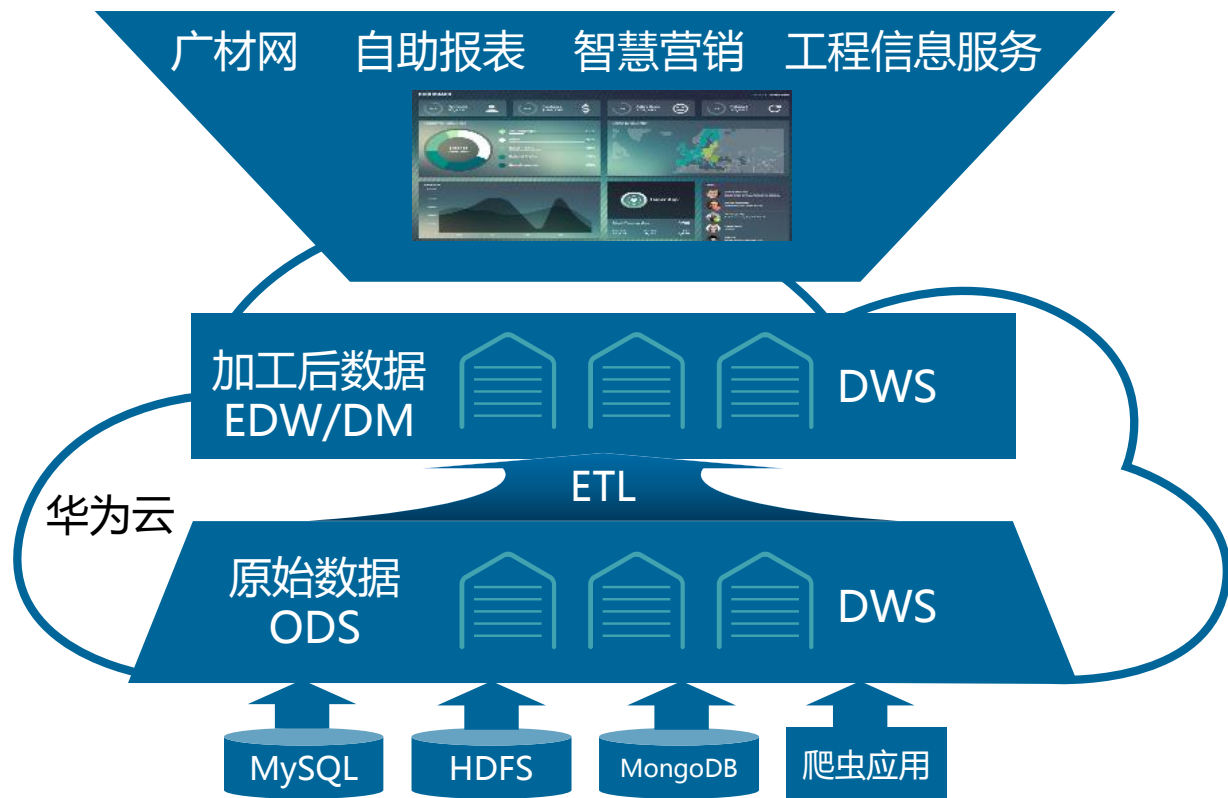 广材网 自助报表 智慧营销 工程信息服务
加工后数据
EDW/DM
DWS
ETL
华为云
原始数据
ODS
DWS
MySQL HDFS MongoDB 爬虫应用